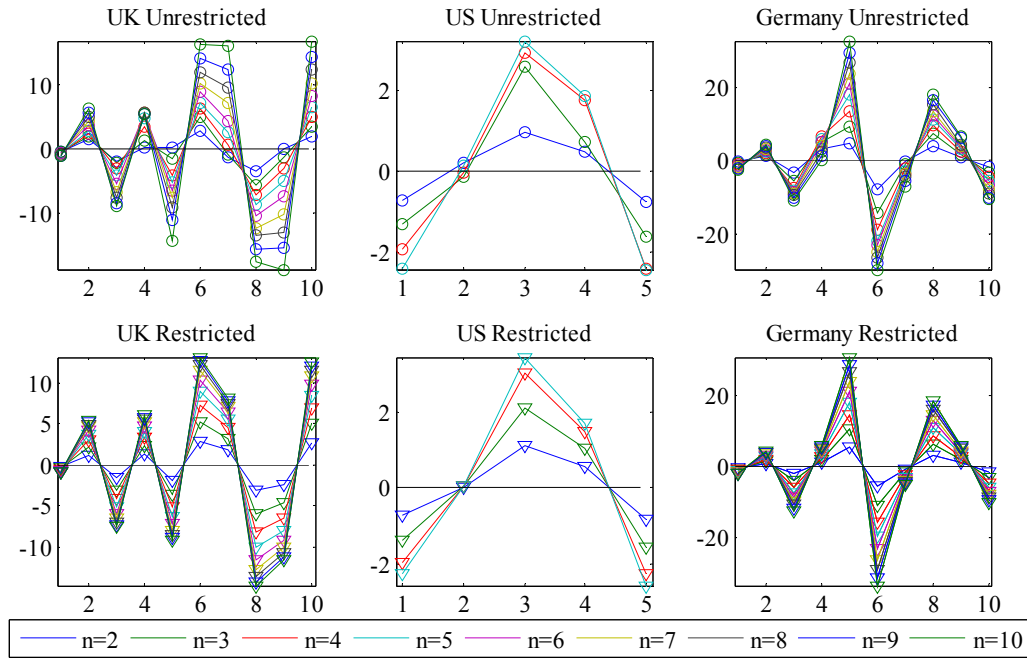 UK Unrestricted
US Unrestricted
Germany Unrestricted
10
0
-10
2 4 6 8 10
2
0
-2
1 2 3 4 5
20
0
-20
2 4 6 8 10
UK Restricted
US Restricted
Germany Restricted
10
5
0
-5
-10
2 4 6 8 10
2
0
-2
1 2 3 4 5
20
0
-20
2 4 6 8 10
n=2 n=3 n=4 n=5 n=6 n=7 n=8 n=9 n=10